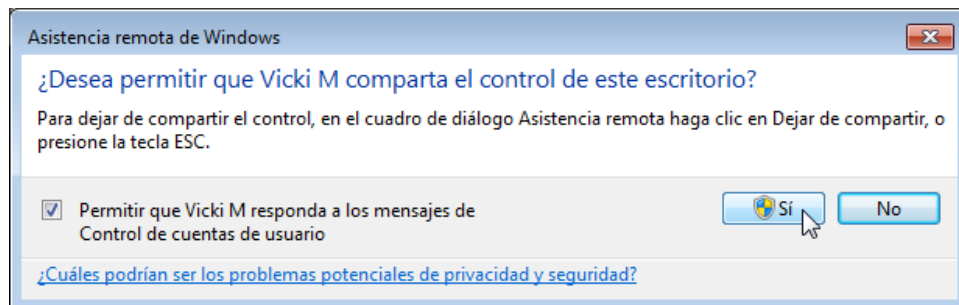 Asistencia remota de Windows
¿Desea permitir que Vicki M comparta el control de este escritorio?
Para dejar de compartir el control, en el cuadro de diálogo Asistencia remota haga clic en Dejar de compartir, o
presione la tecla ESC.
Permitir que Vicki M responda a los mensajes de
Control de cuentas de usuario
Sí
No
¿Cuáles podrían ser los problemas potenciales de privacidad y seguridad?